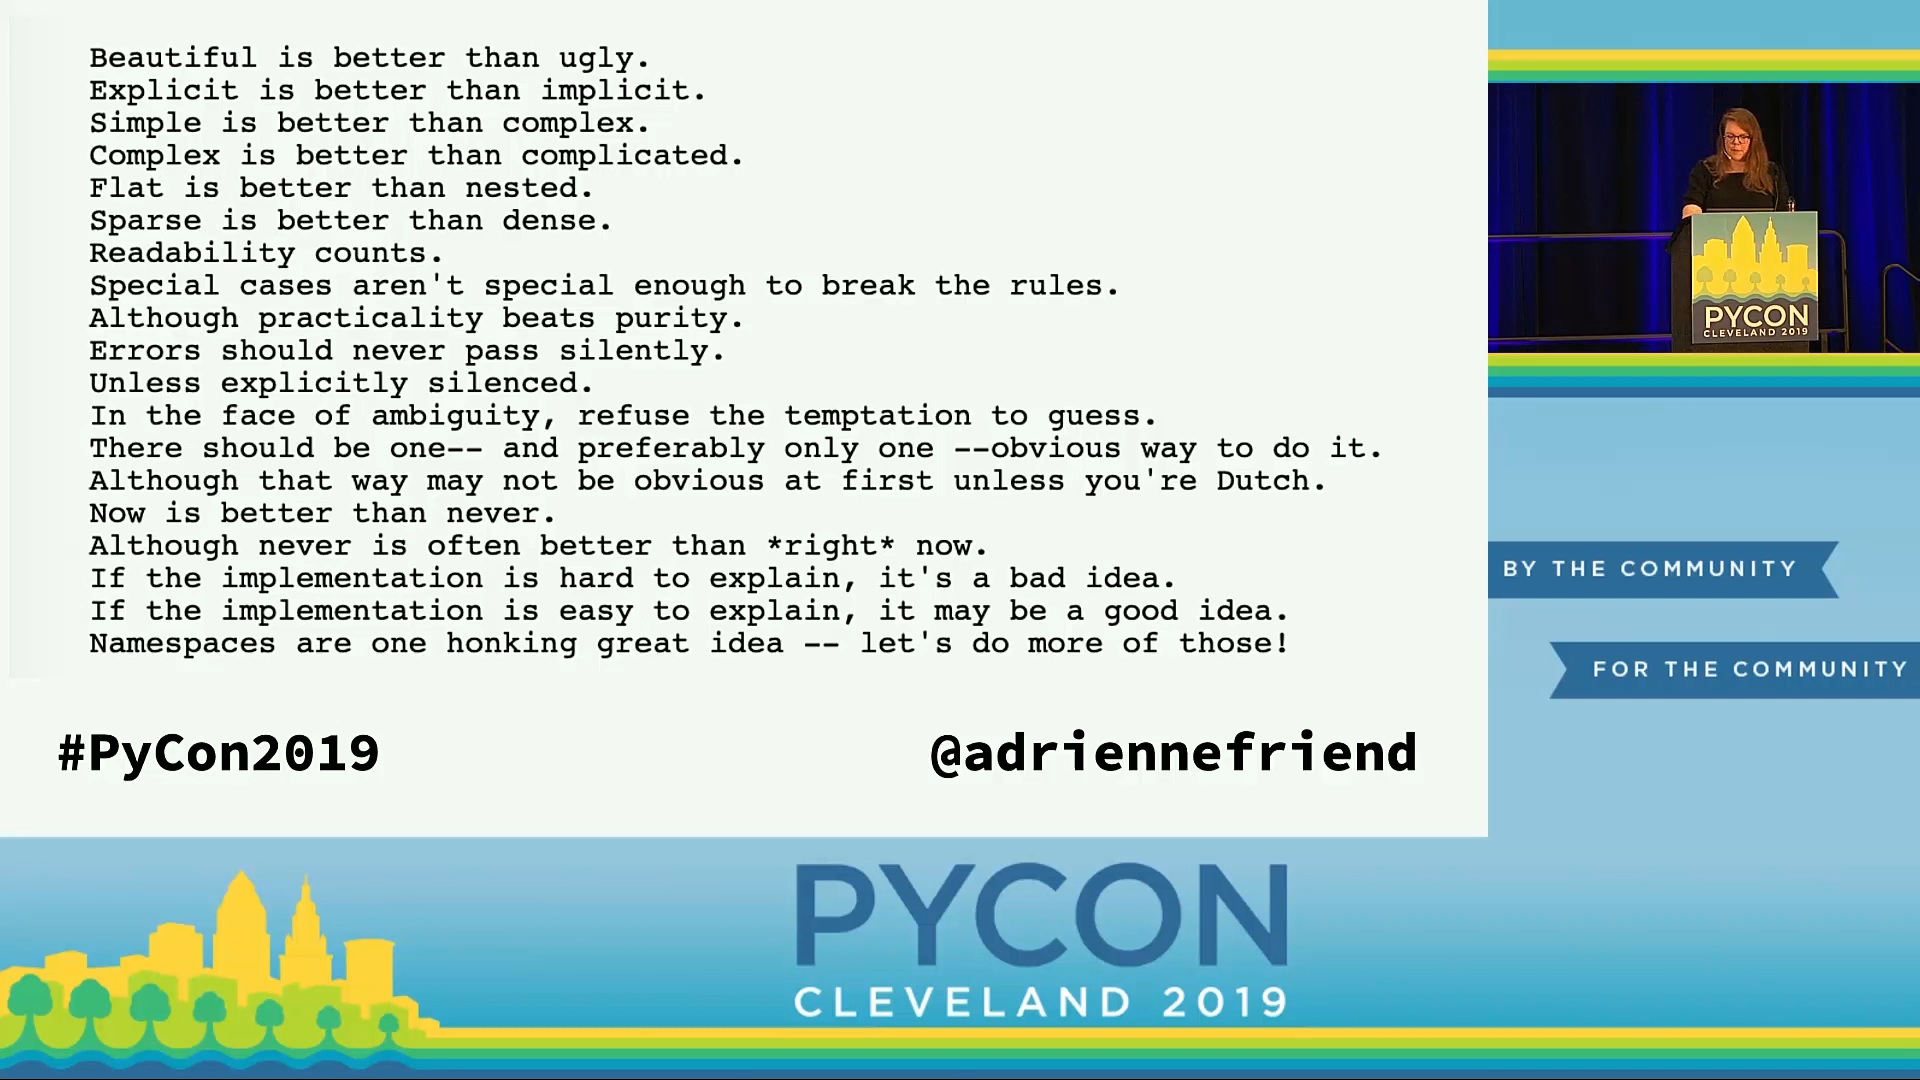 Beautiful is better than ugly.
Explicit is better than implicit.
Simple is better than complex.
Complex is better than complicated.
Flat is better than nested.
Sparse is better than dense.
Readability counts.
Special cases aren't special enough to break the rules.
Although practicality beats purity.
Errors should never pass silently.
Unless explicitly silenced.
In the face of ambiguity, refuse the temptation to guess.
There should be one-- and preferably only one --obvious way to do it.
Although that way may not be obvious at first unless you're Dutch.
Now is better than never.
Although never is often better than *right* now.
If the implementation is hard to explain, it's a bad idea.
If the implementation is easy to explain, it may be a good idea.
Namespaces are one honking great idea -- let's do more of those!
#PyCon2019
@adriennefriend
PYCON
CLEVELAND 2019
BY THE COMMUNITY
FOR THE COMMUNITY
PYCON
CLEVELAND 2019